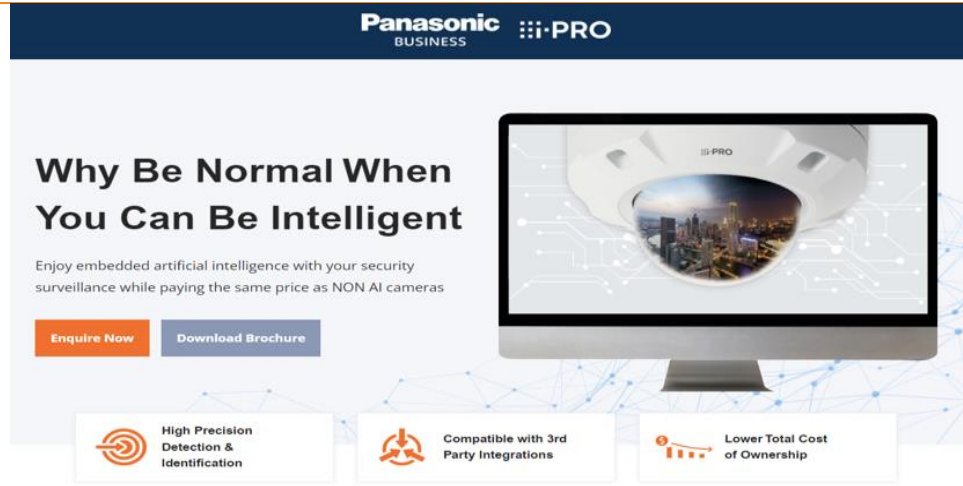 Panasonic
BUSINESS
i-PRO
Why Be Normal When
You Can Be Intelligent
Enjoy embedded artificial intelligence with your security
surveillance while paying the same price as NON AI cameras
Enquire Now
Download Brochure
i-PRO
High Precision
Detection &
Identification
Compatible with 3rd
Party Integrations
$
Lower Total Cost
of Ownership